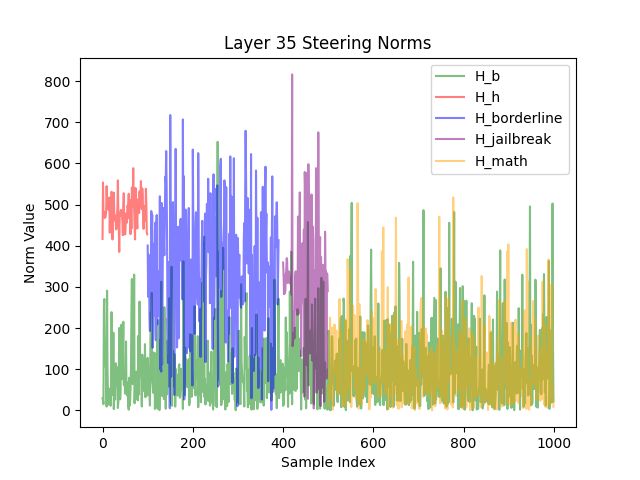 Layer 35 Steering Norms
H_b
H_h
H_borderline
H_jailbreak
H_math
Norm Value
800
700
600
500
400
300
200
100
0
0
200
400
600
800
1000
Sample Index